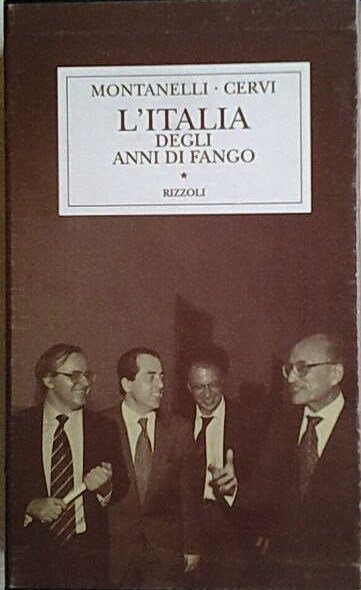 MONTANELLI · CERVI
L'ITALIA
DEGLI
ANNI DI FANGO
★
RIZZOLI